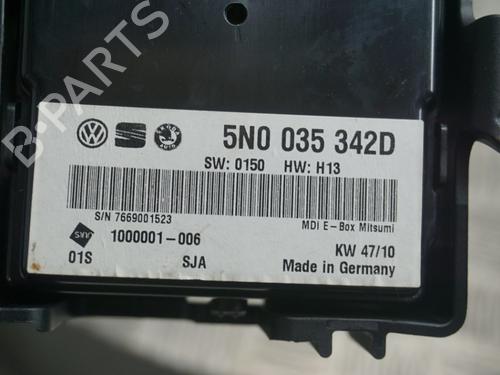 5N0 035 342D
SW: 0150 HW: H13
S/N 7669001523
MDI E-Box Mitsumi
1000001-006
KW 47/10
01S
SJA
Made in Germany
B-PARTS